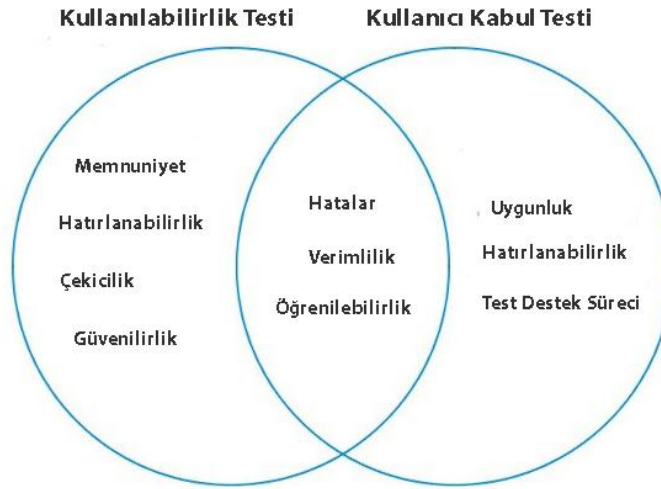 Kullanılabilirlik Testi
Kullanıcı Kabul Testi
Memnuniyet
Hatırlanabilirlik
Çekicilik
Güvenilirlik
Hatalar
Verimlilik
Öğrenilebilirlik
Uygunluk
Hatırlanabilirlik
Test Destek Süreci